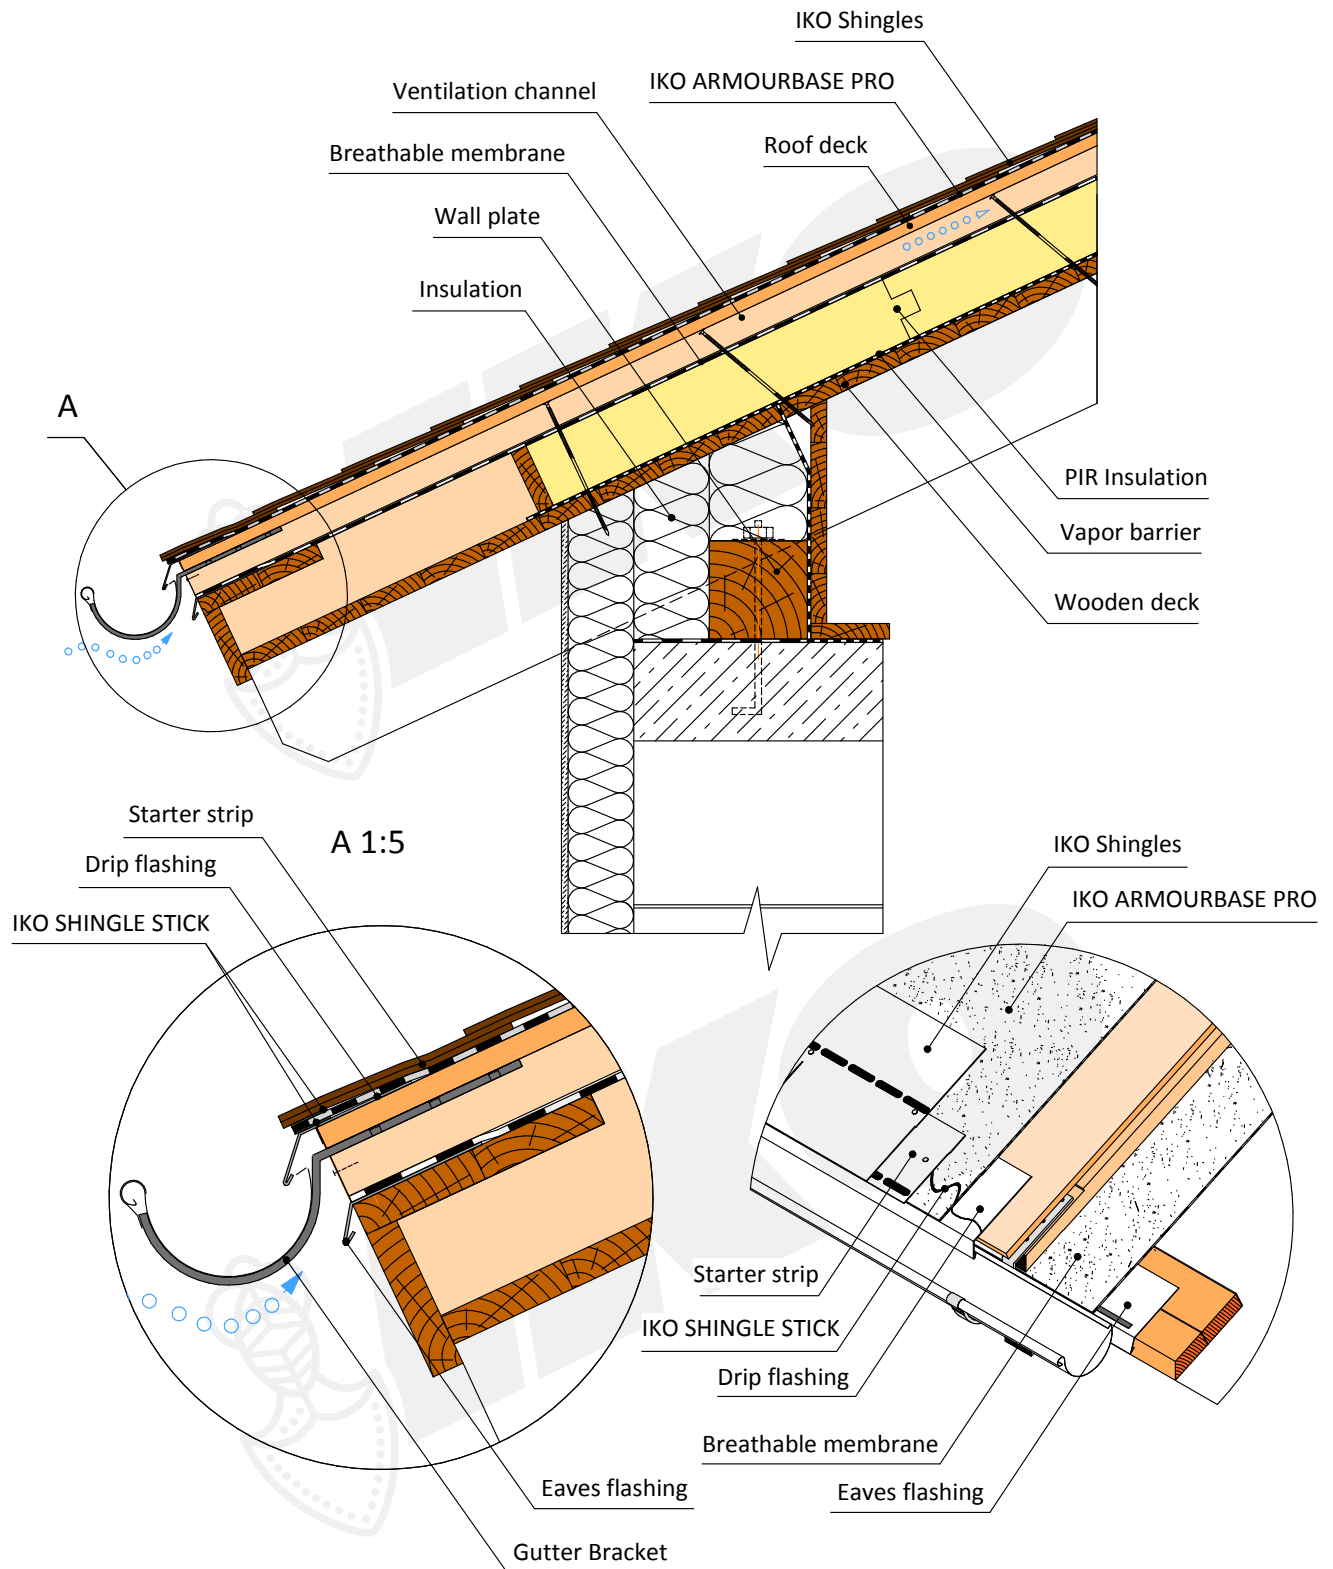 IKO Shingles
IKO ARMOURBASE PRO
Ventilation channel
Roof deck
Breathable membrane
Wall plate
Insulation
A
PIR Insulation
Vapor barrier
Wooden deck
Starter strip
A 1:5
Drip flashing
IKO SHINGLE STICK
IKO Shingles
IKO ARMOURBASE PRO
Starter strip
IKO SHINGLE STICK
Drip flashing
Breathable membrane
Eaves flashing
Eaves flashing
Gutter Bracket
IKO
IKO